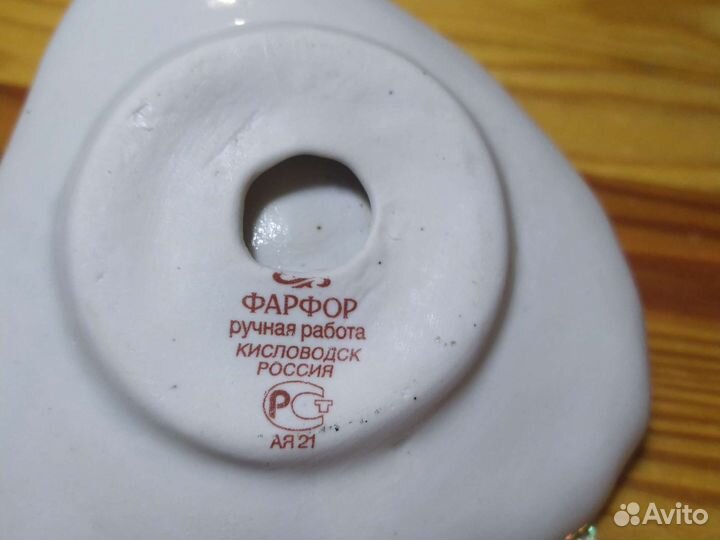 ФАРФОР
ручная работа
КИСЛОВОДСК
РОССИЯ
РСТ
АЯ 21
Avito